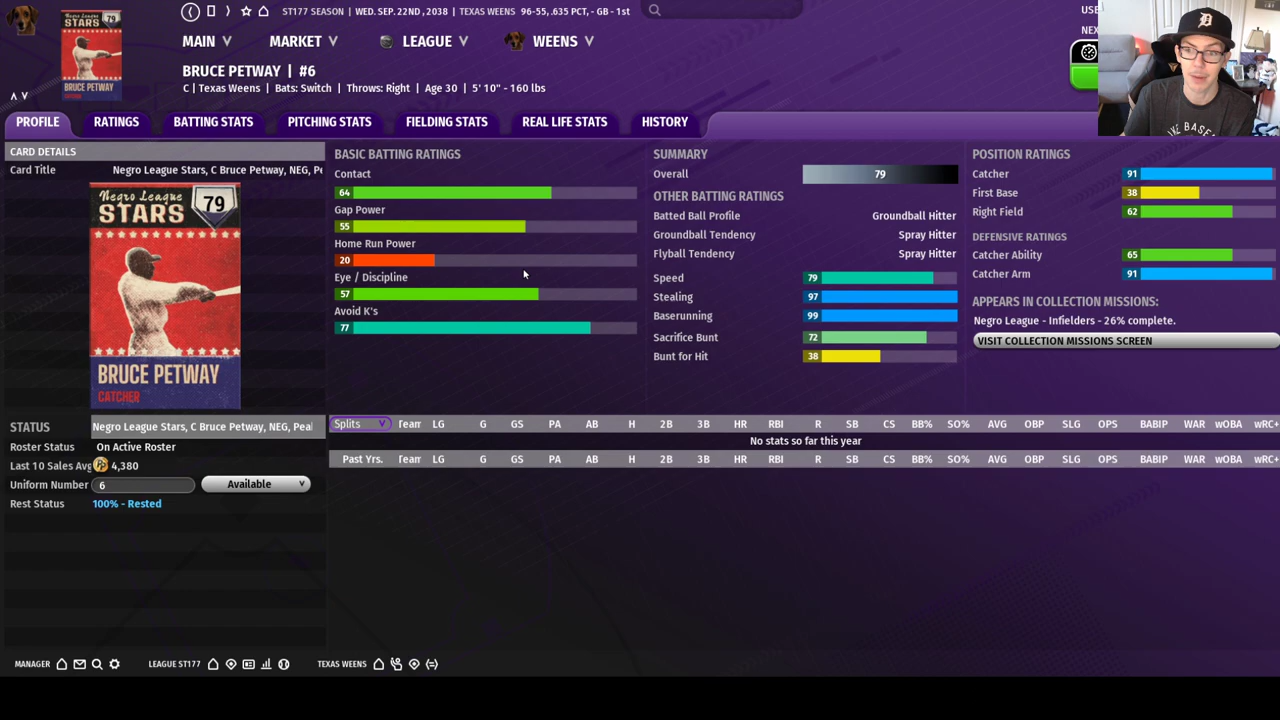 ST177 SEASON | WED. SEP. 22ND, 2038 | TEXAS WEENS 96-55, .635 PCT, - GB - 1st
MAIN MARKET LEAGUE WEENS
BRUCE PETWAY | #6
C | Texas Weens | Bats: Switch | Throws: Right | Age 30 | 5' 10" - 160 lbs
PROFILE RATINGS BATTING STATS PITCHING STATS FIELDING STATS REAL LIFE STATS HISTORY
CARD DETAILS
Card Title Negro League Stars, C Bruce Petway, NEG, Pe
Negro League
STARS 79
BRUCE PETWAY
CATCHER
BASIC BATTING RATINGS
Contact
64
Gap Power
55
Home Run Power
20
Eye / Discipline
57
Avoid K's
77
SUMMARY
Overall 79
OTHER BATTING RATINGS
Batted Ball Profile Groundball Hitter
Groundball Tendency Spray Hitter
Flyball Tendency Spray Hitter
Speed 79
Stealing 97
Baserunning 99
Sacrifice Bunt 72
Bunt for Hit 38
POSITION RATINGS
Catcher 91
First Base 38
Right Field 62
DEFENSIVE RATINGS
Catcher Ability 65
Catcher Arm 91
APPEARS IN COLLECTION MISSIONS:
Negro League - Infielders - 26% complete.
VISIT COLLECTION MISSIONS SCREEN
STATUS Negro League Stars, C Bruce Petway, NEG, Pea
Roster Status On Active Roster
Last 10 Sales Avg 4,380
Uniform Number 6 Available
Rest Status 100% - Rested
Splits Team LG G GS PA AB H 2B 3B HR RBI R SB CS BB% SO% AVG OBP SLG OPS BABIP WAR wOBA wRC+
No stats so far this year
Past Yrs. Team LG G GS PA AB H 2B 3B HR RBI R SB CS BB% SO% AVG OBP SLG OPS BABIP WAR wOBA wRC+
MANAGER LEAGUE ST177 TEXAS WEENS
USE
NEX